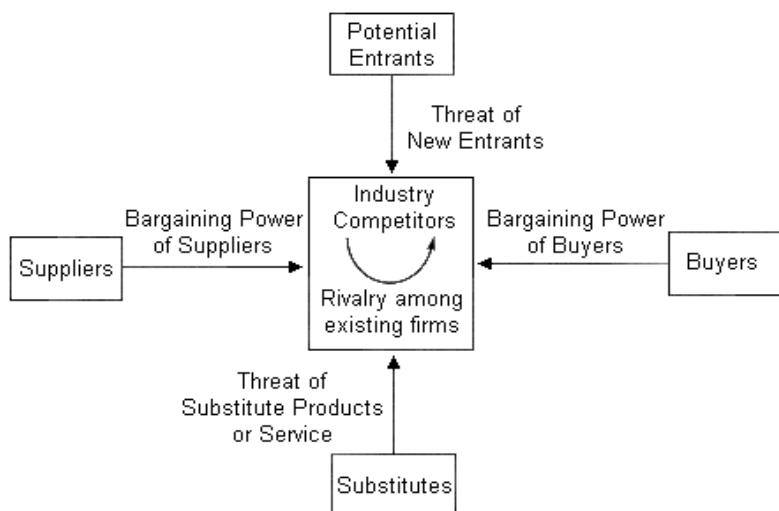 Potential
Entrants
Threat of
New Entrants
Industry
Competitors
Bargaining Power
of Suppliers
Bargaining Power
of Buyers
Suppliers
Buyers
Rivalry among
existing firms
Threat of
Substitute Products
or Service
Substitutes